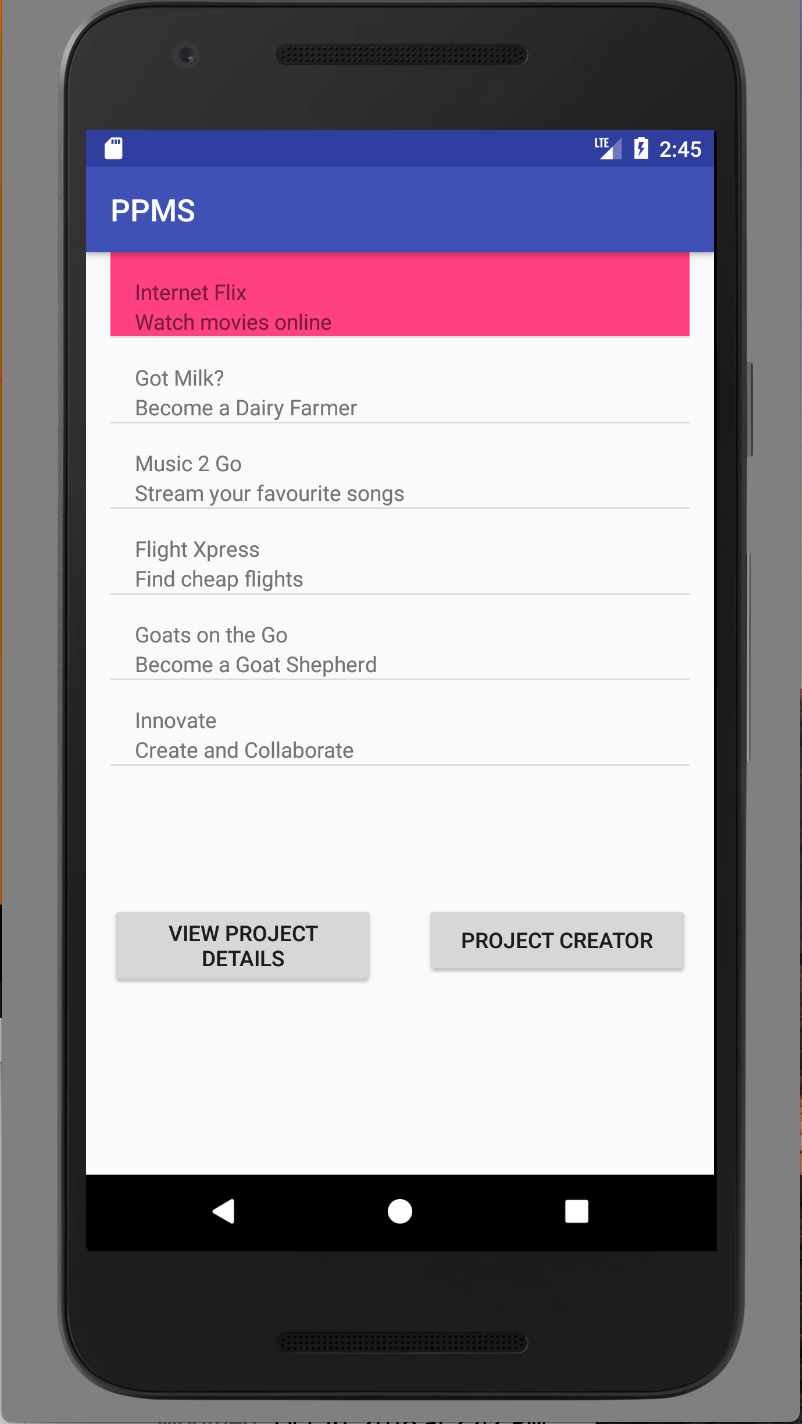 LTE 2:45
PPMS
Internet Flix
Watch movies online
Got Milk?
Become a Dairy Farmer
Music 2 Go
Stream your favourite songs
Flight Xpress
Find cheap flights
Goats on the Go
Become a Goat Shepherd
Innovate
Create and Collaborate
VIEW PROJECT
DETAILS
PROJECT CREATOR